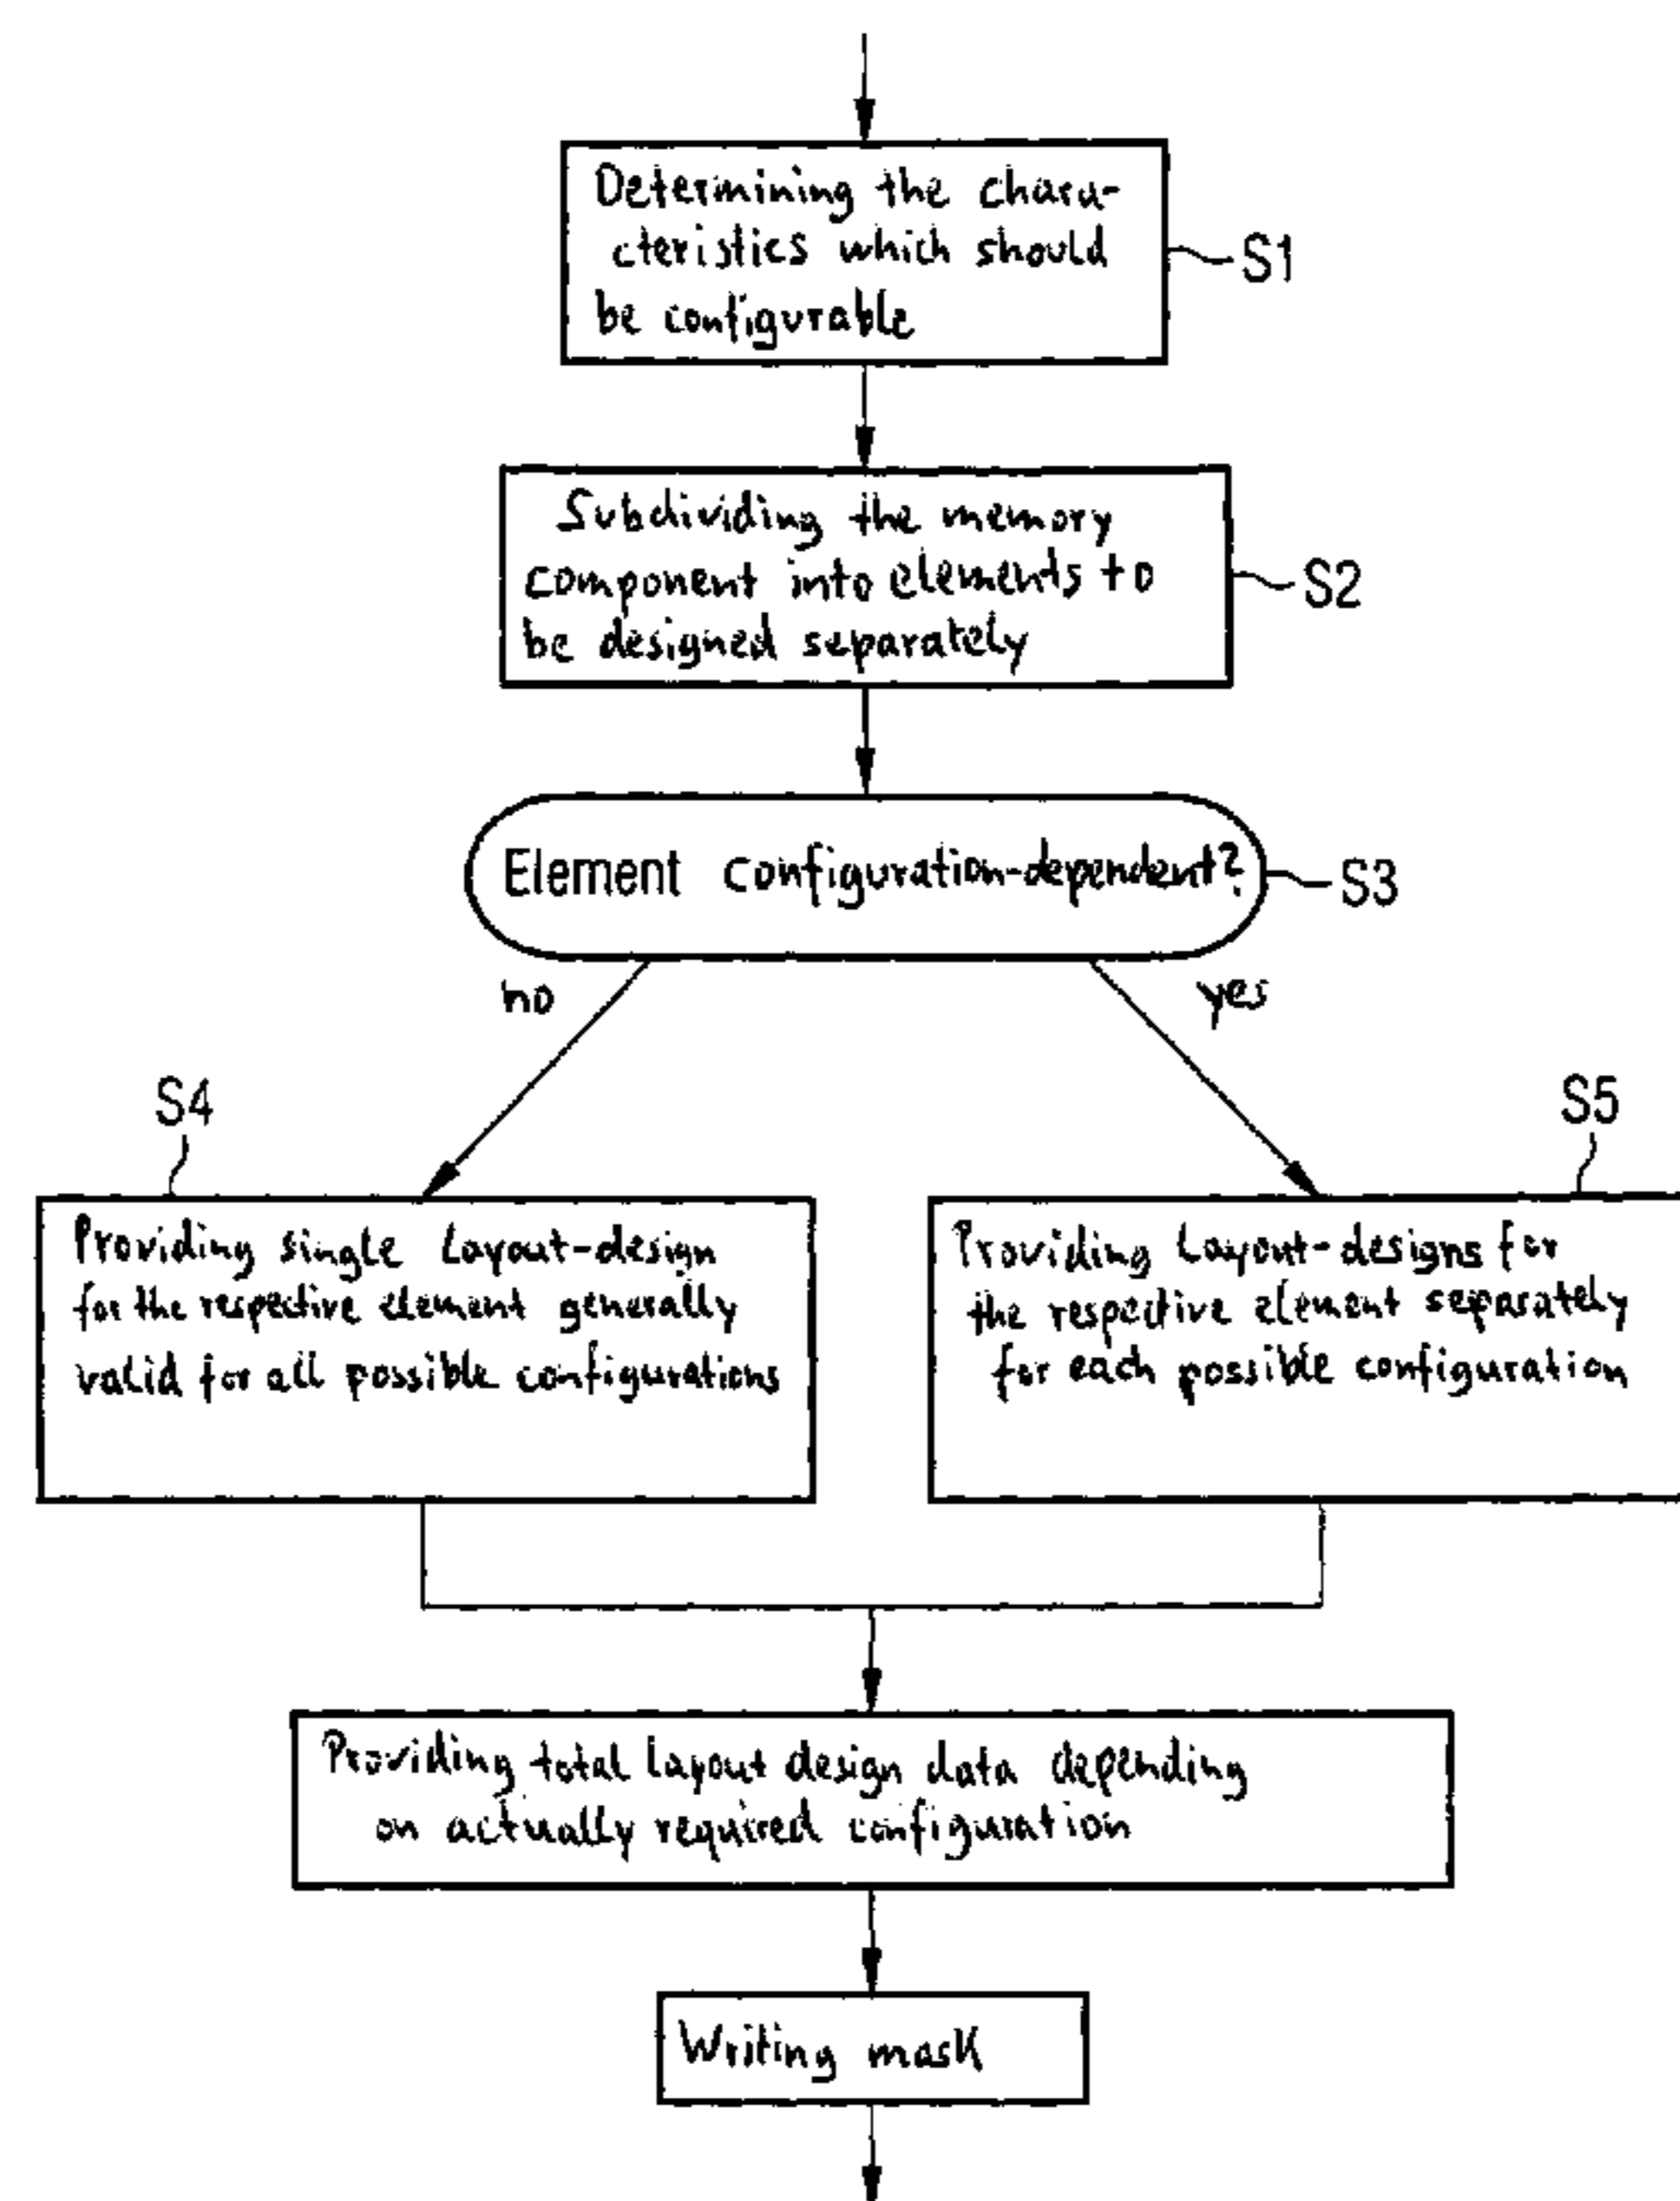 Determining the chara-
cteristics which should
be configurable
S1
Subdividing the memory
component into elements to
be designed separately
S2
Element configuration-dependent?
S3
no
yes
S4
S5
Providing single Layout-design
for the respective element generally
valid for all possible configurations
Providing Layout-designs for
the respective element separately
for each possible configuration
Providing total layout design data depending
on actually required configuration
Writing mask